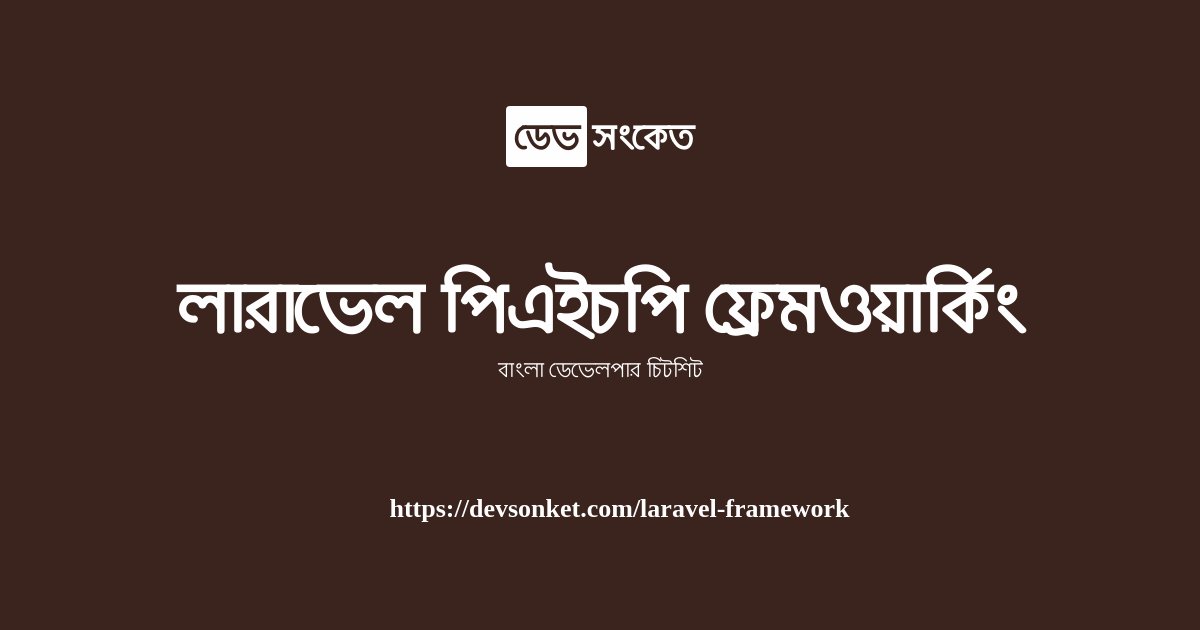 ডেভ সংকেত
লারাভেল পিএইচপি ফ্রেমওয়ার্কিং
বাংলা ডেভেলপার চিটশিট
https://devsonket.com/laravel-framework